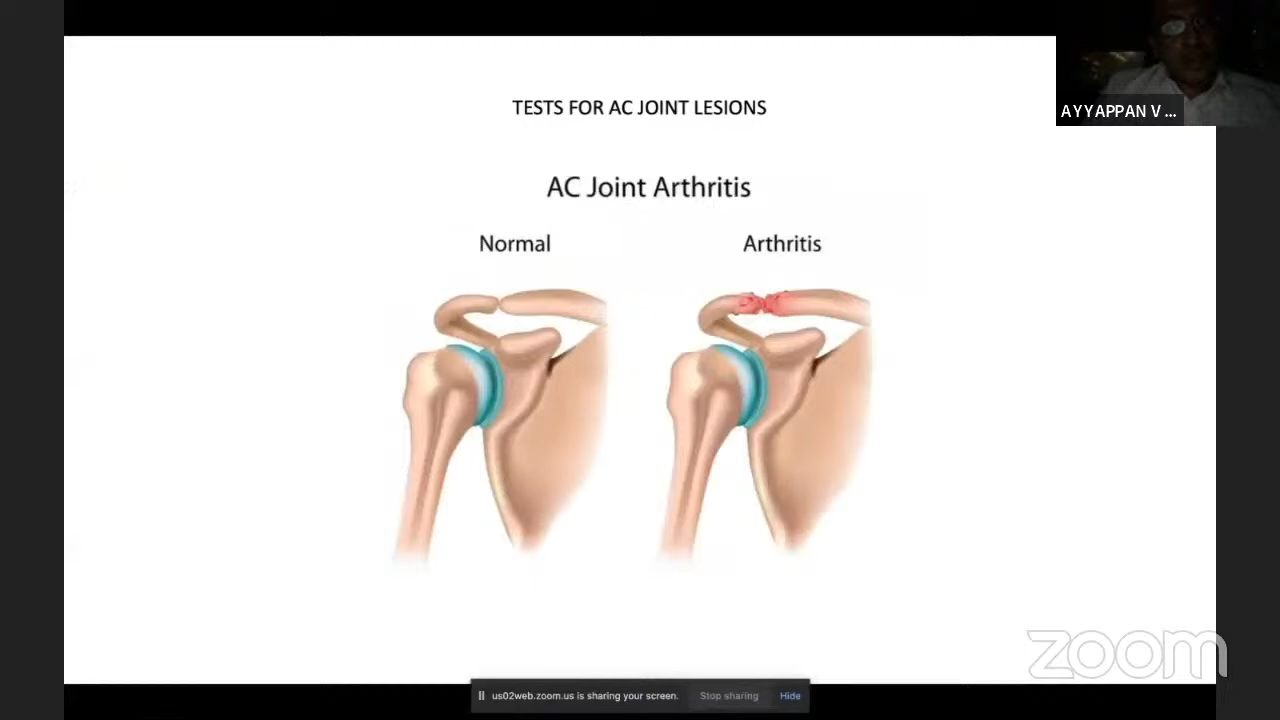 TESTS FOR AC JOINT LESIONS
AYYAPPAN V ...
AC Joint Arthritis
Normal
Arthritis
zoom
us02web.zoom.us is sharing your screen.
Stop sharing
Hide